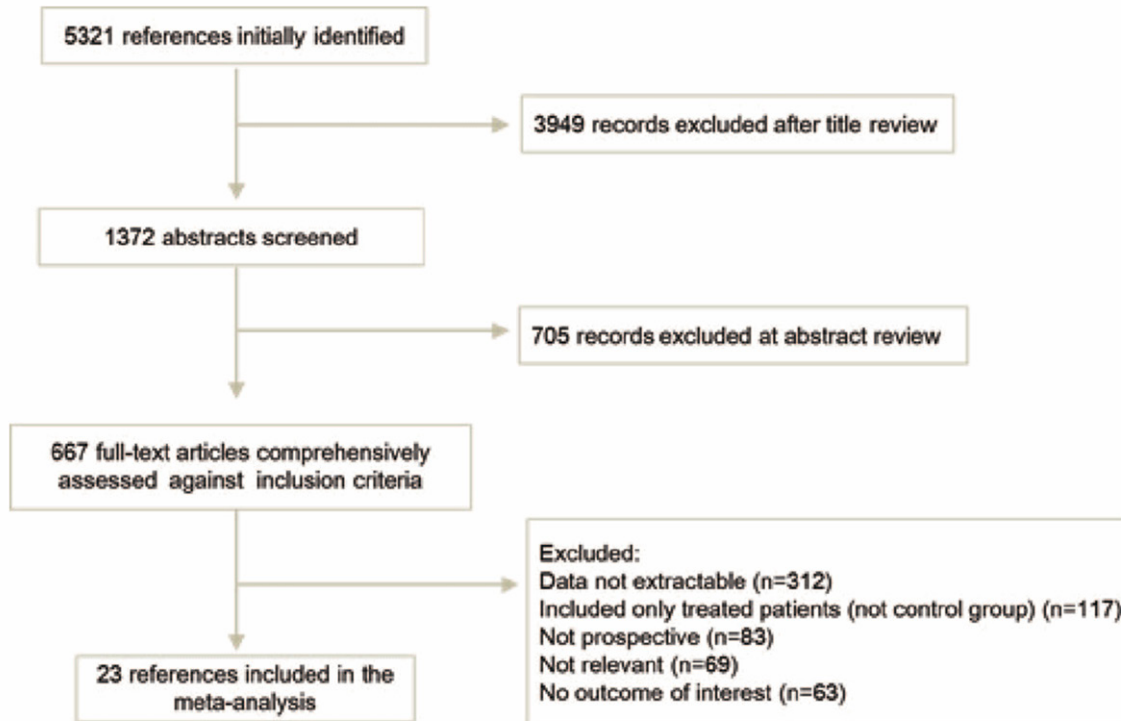 5321 references initially identified
3949 records excluded after title review
1372 abstracts screened
705 records excluded at abstract review
667 full-text articles comprehensively
assessed against inclusion criteria
Excluded:
Data not extractable (n=312)
Included only treated patients (not control group) (n=117)
Not prospective (n=83)
Not relevant (n=69)
No outcome of interest (n=63)
23 references included in the
meta-analysis